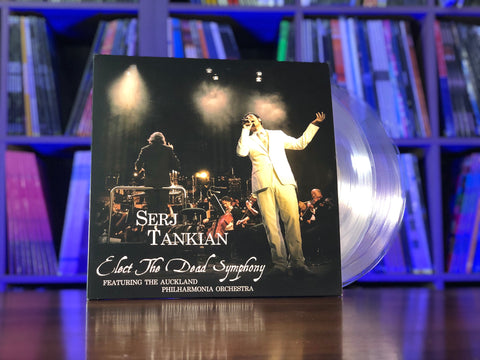 SERJ
TANKIAN
Elect The Dead Symphony
FEATURING THE AUCKLAND
PHILHARMONIA ORCHESTRA